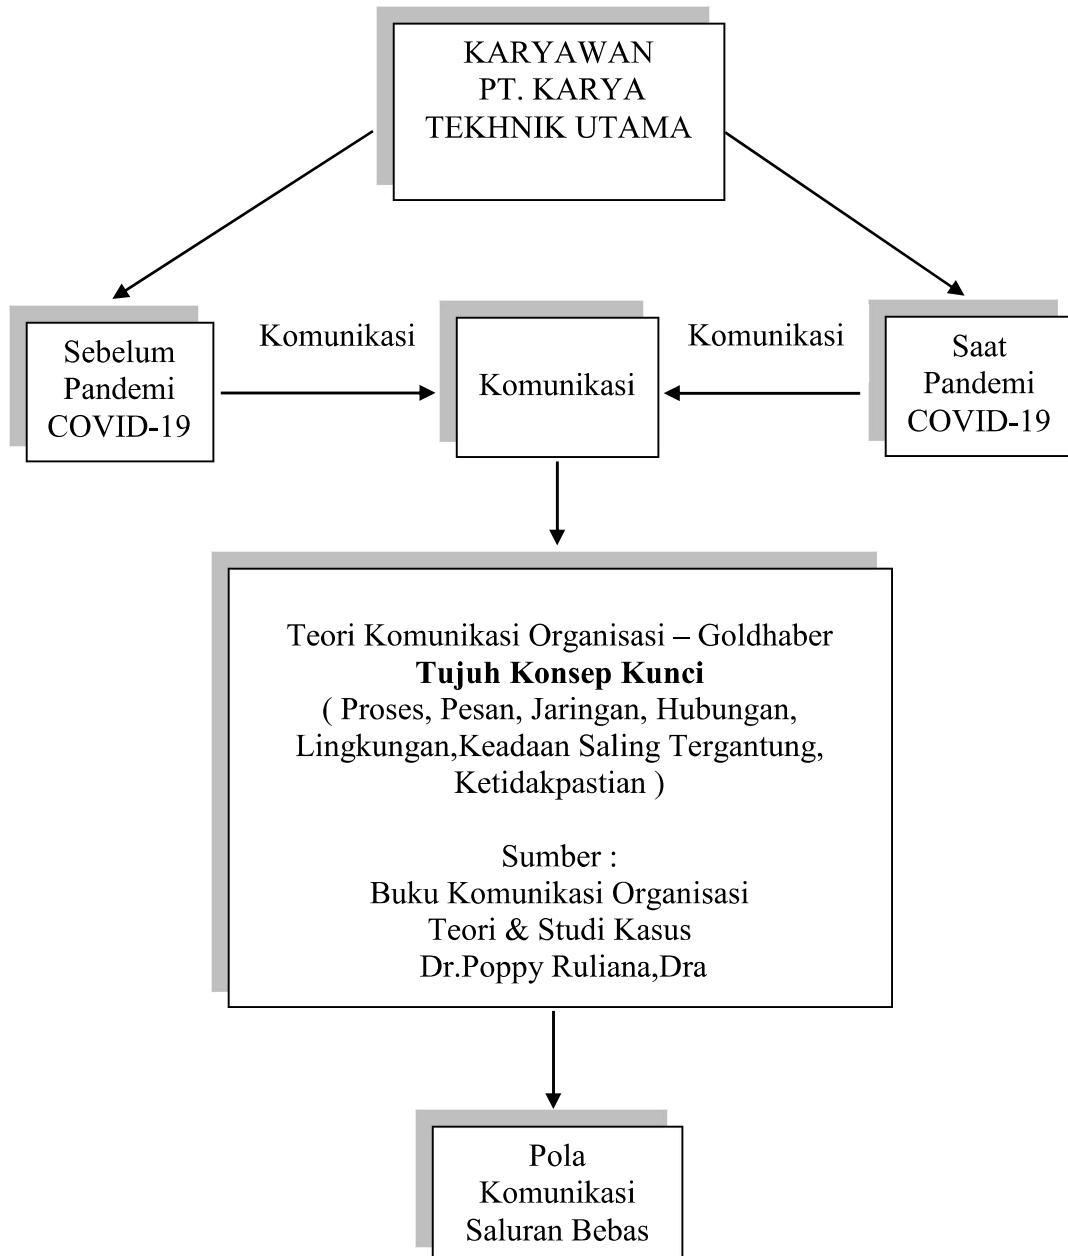 KARYAWAN
PT. KARYA
TEKHNIK UTAMA
Sebelum
Pandemi
COVID-19
Komunikasi
Komunikasi
Komunikasi
Saat
Pandemi
COVID-19
Teori Komunikasi Organisasi – Goldhaber
Tujuh Konsep Kunci
( Proses, Pesan, Jaringan, Hubungan,
Lingkungan,Keadaan Saling Tergantung,
Ketidakpastian )
Sumber :
Buku Komunikasi Organisasi
Teori & Studi Kasus
Dr.Poppy Ruliana,Dra
Pola
Komunikasi
Saluran Bebas